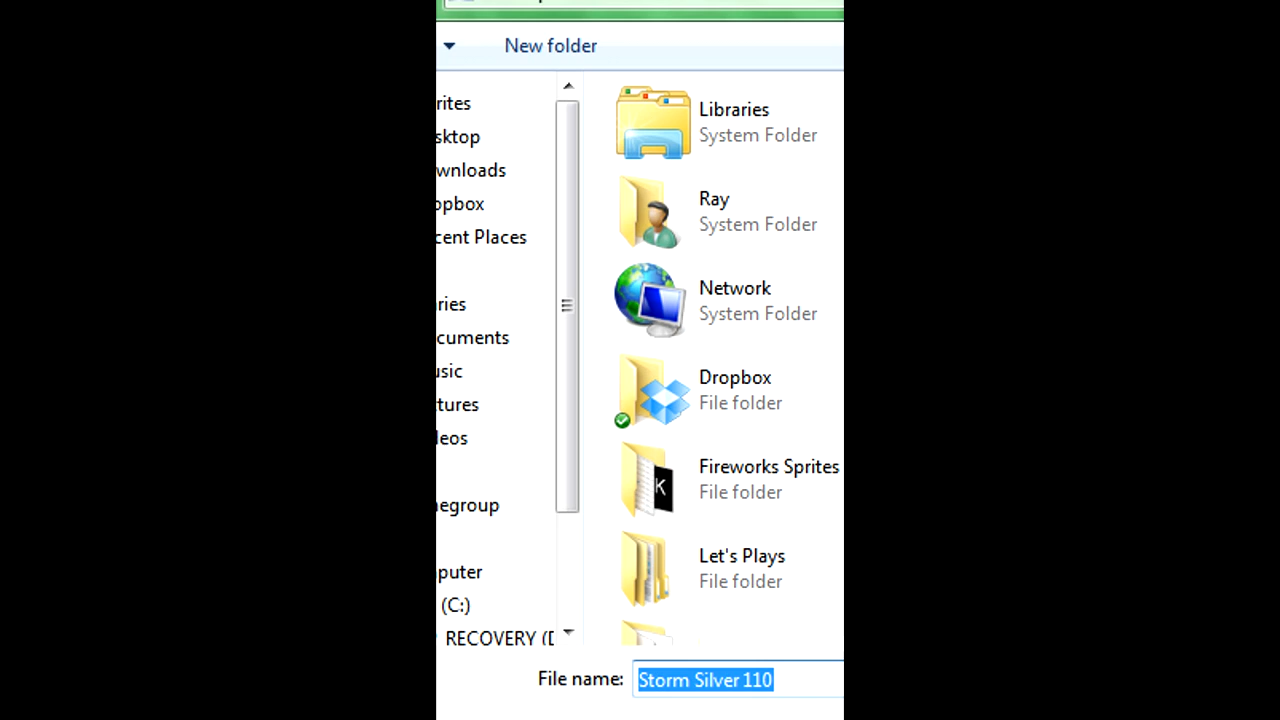 New folder
rites
sktop
wnloads
opbox
cent Places
ries
cuments
usic
tures
leos
negroup
puter
(C:)
RECOVERY (D
Libraries
System Folder
Ray
System Folder
Network
System Folder
Dropbox
File folder
Fireworks Sprites
File folder
K
Let's Plays
File folder
File name: Storm Silver 110